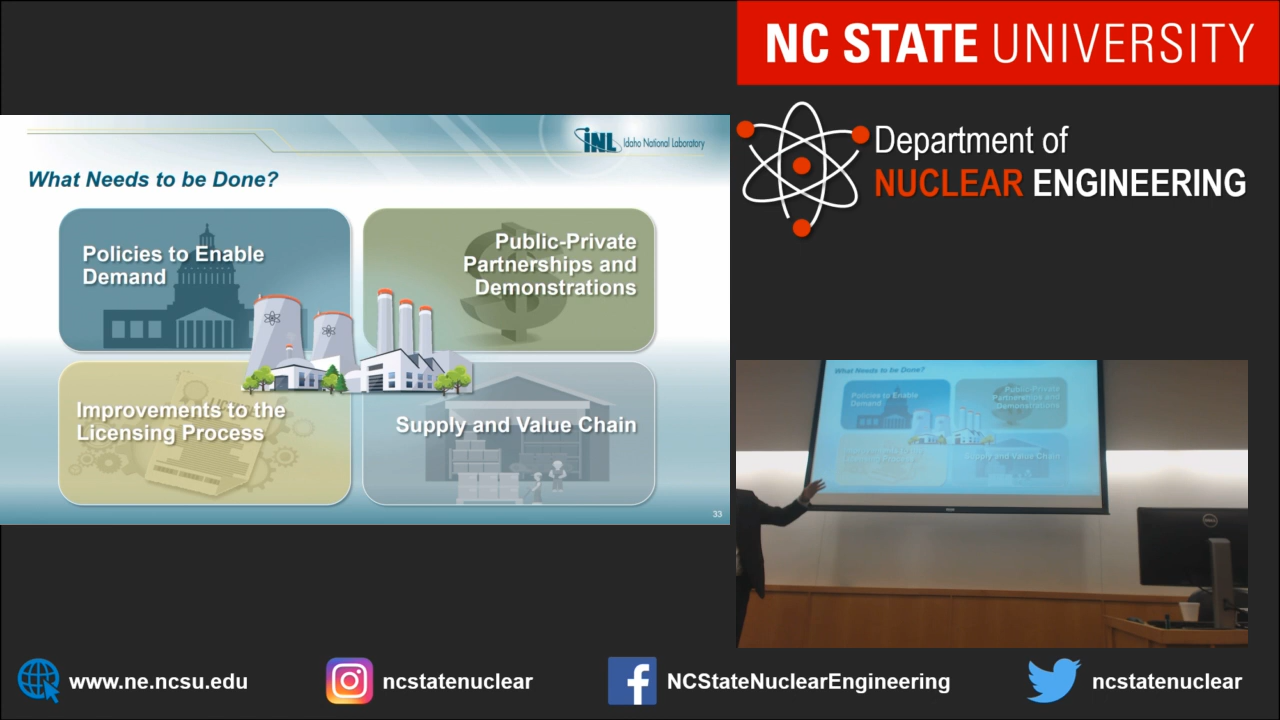 NC STATE UNIVERSITY
Department of
NUCLEAR ENGINEERING
INL Idaho National Laboratory
What Needs to be Done?
Policies to Enable
Demand
Public-Private
Partnerships and
Demonstrations
Improvements to the
Licensing Process
Supply and Value Chain
33
What Needs to be Done?
Policies to Enable
Demand
Public-Private
Partnerships and
Demonstrations
Supply and Value Chain
DELL
www.ne.ncsu.edu
ncstatenuclear
NCStateNuclearEngineering
ncstatenuclear